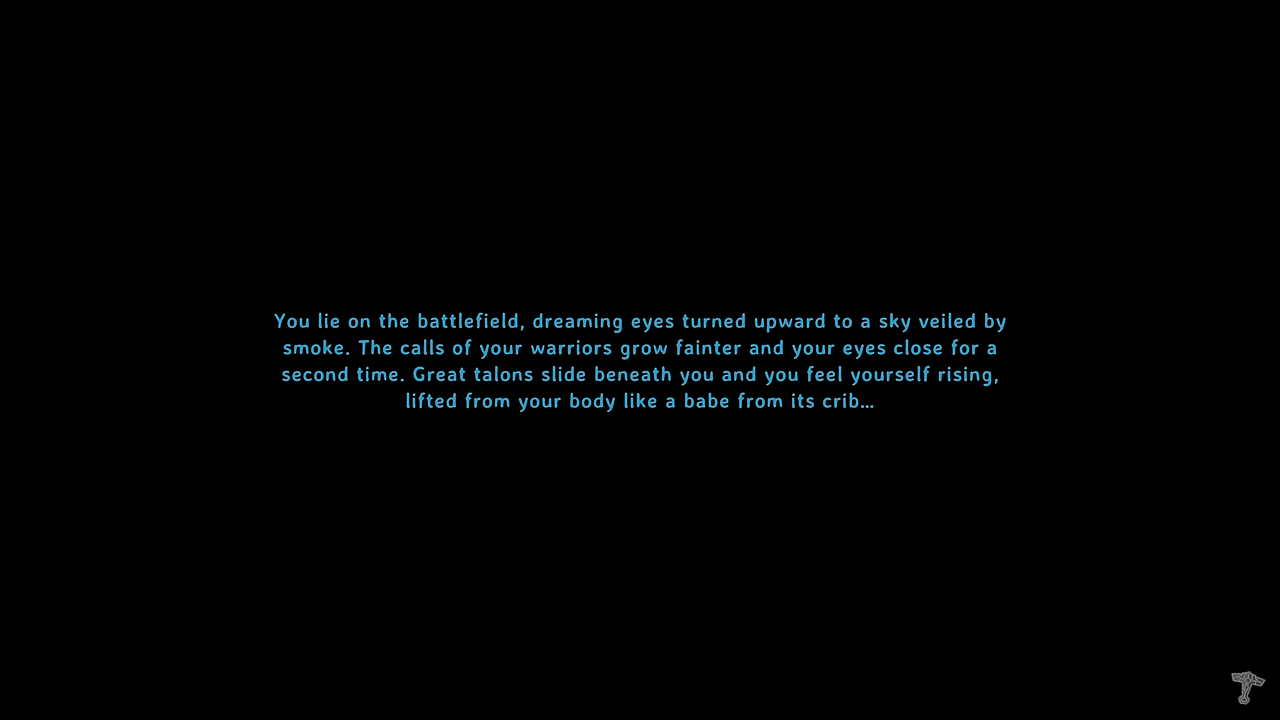 You lie on the battlefield, dreaming eyes turned upward to a sky veiled by
smoke. The calls of your warriors grow fainter and your eyes close for a
second time. Great talons slide beneath you and you feel yourself rising,
lifted from your body like a babe from its crib...